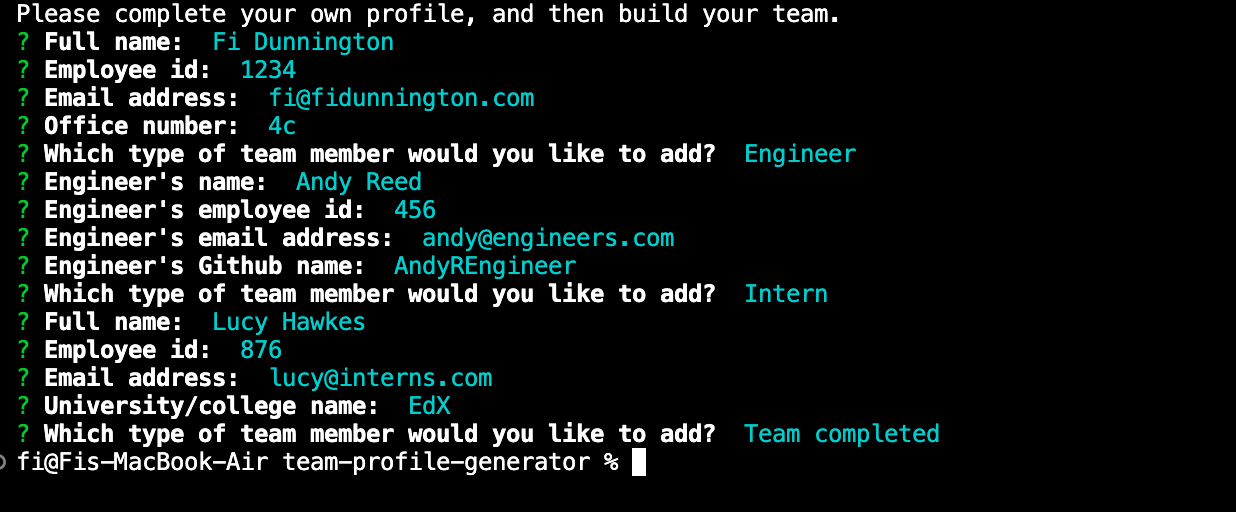 Please complete your own profile, and then build your team.
? Full name:  Fi Dunnington
? Employee id:  1234
? Email address:  fi@fidunnington.com
? Office number:  4c
? Which type of team member would you like to add?  Engineer
? Engineer's name:  Andy Reed
? Engineer's employee id:  456
? Engineer's email address:  andy@engineers.com
? Engineer's Github name:  AndyREngineer
? Which type of team member would you like to add?  Intern
? Full name:  Lucy Hawkes
? Employee id:  876
? Email address:  lucy@interns.com
? University/college name:  EdX
? Which type of team member would you like to add?  Team completed
fi@Fis-MacBook-Air team-profile-generator %